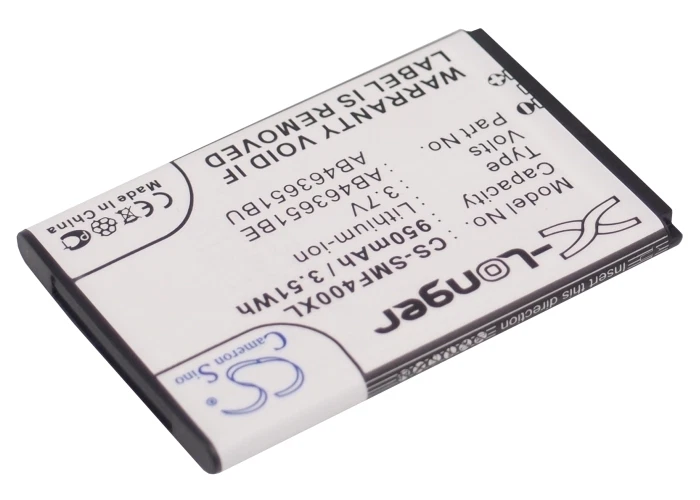 X-Longer
Model No. CS-SMF400XL
Capacity 950mAh / 3.51Wh
Type Lithium-ion
Volts 3.7V
Part No. AB463651BE
AB463651BU
WARRANTY VOID IF
LABEL IS REMOVED
CS
Cameron Sino
CE
Made in China
Insert this direction